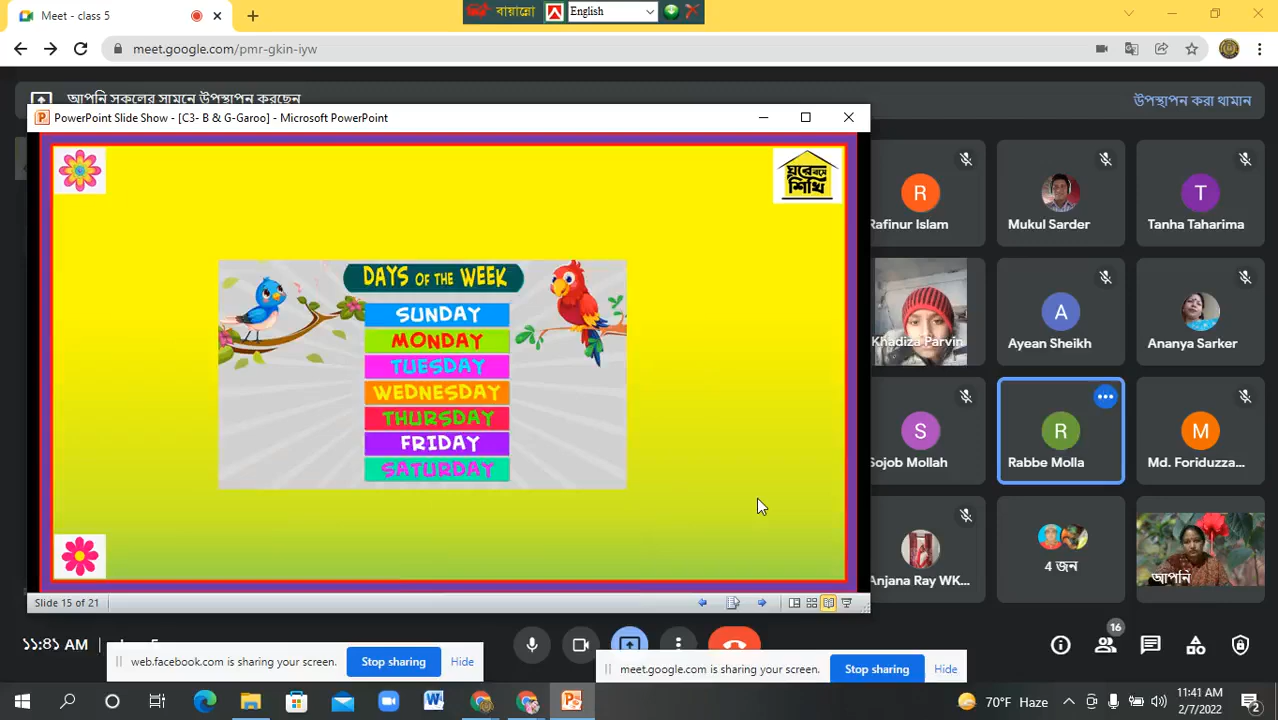 Meet - class 5
বায়ান্নো
English
meet.google.com/pmr-gkin-iyw
আপনি সকলের সামনে উপস্থাপন করছেন
উপস্থাপন করা থামান
PowerPoint Slide Show - [C3- B & G-Garoo] - Microsoft PowerPoint
ঘরে বসে
শিখি
DAYS OF THE WEEK
SUNDAY
MONDAY
TUESDAY
WEDNESDAY
THURSDAY
FRIDAY
SATURDAY
R
Rafinur Islam
Mukul Sarder
T
Tanha Taharima
Khadiza Parvin
A
Ayean Sheikh
Ananya Sarker
S
Sojob Mollah
R
Rabbe Molla
M
Md. Foriduzza...
Anjana Ray WK...
4 জন
আপনি
Slide 15 of 21
১১:৪১ AM
16
web.facebook.com is sharing your screen.
Stop sharing
Hide
meet.google.com is sharing your screen.
Stop sharing
Hide
70°F Haze
11:41 AM
2/7/2022
2